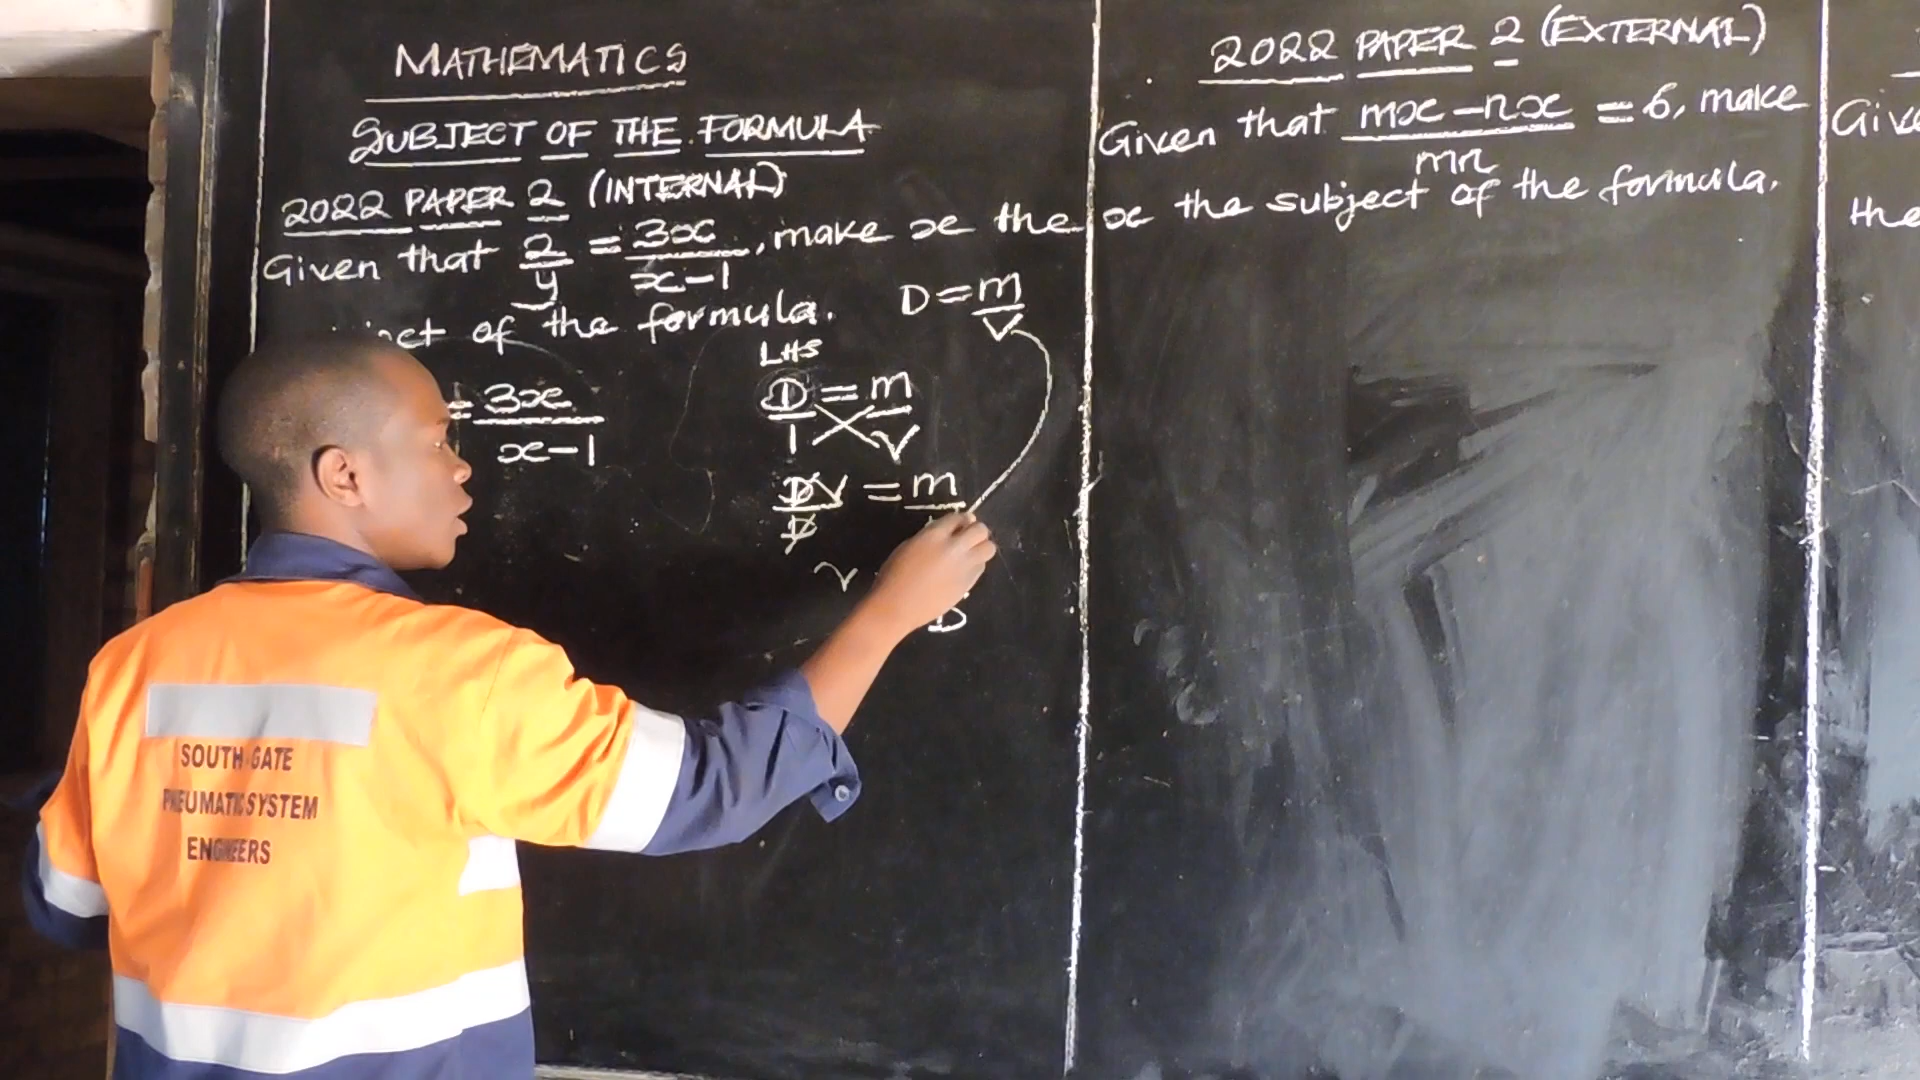 MATHEMATICS
SUBJECT OF THE FORMULA
2022 PAPER 2 (INTERNAL)
Given that 2/y = 3x/x-1, make x the
of the formula.
= 3x/x-1
D = m/V
LHS
D/1 = m/V
DV/D = m
v
D
2022 PAPER 2 (EXTERNAL)
Given that mx-nx/mn = 6, make
x the subject of the formula.
the
SOUTH GATE
PNEUMATIC SYSTEM
ENGINEERS